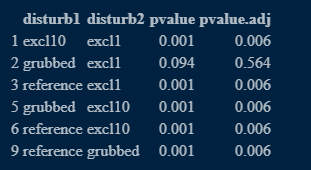 disturb1 disturb2 pvalue pvalue.adj
1 excl10 excl1 0.001 0.006
2 grubbed excl1 0.094 0.564
3 reference excl1 0.001 0.006
5 grubbed excl10 0.001 0.006
6 reference excl10 0.001 0.006
9 reference grubbed 0.001 0.006